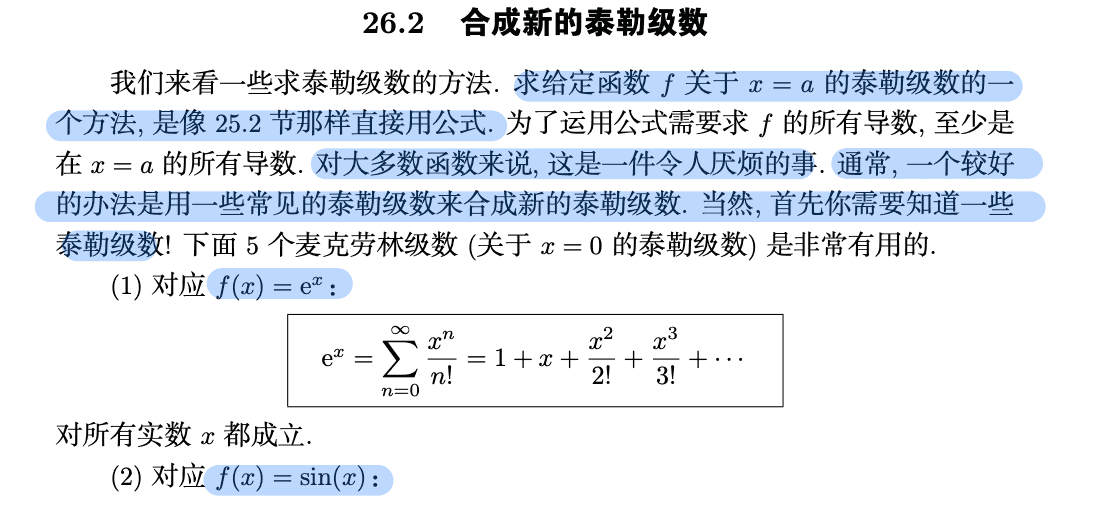 26.2 合成新的泰勒级数
我们来看一些求泰勒级数的方法. 求给定函数 f 关于 x = a 的泰勒级数的一
个方法, 是像 25.2 节那样直接用公式. 为了运用公式需要求 f 的所有导数, 至少是
在 x = a 的所有导数. 对大多数函数来说, 这是一件令人厌烦的事. 通常, 一个较好
的办法是用一些常见的泰勒级数来合成新的泰勒级数. 当然, 首先你需要知道一些
泰勒级数! 下面 5 个麦克劳林级数 (关于 x = 0 的泰勒级数) 是非常有用的.
(1) 对应 f(x) = e^x:
e^x = ∑_{n=0}^{∞} x^n/n! = 1 + x + x^2/2! + x^3/3! + ⋯
对所有实数 x 都成立.
(2) 对应 f(x) = sin(x):